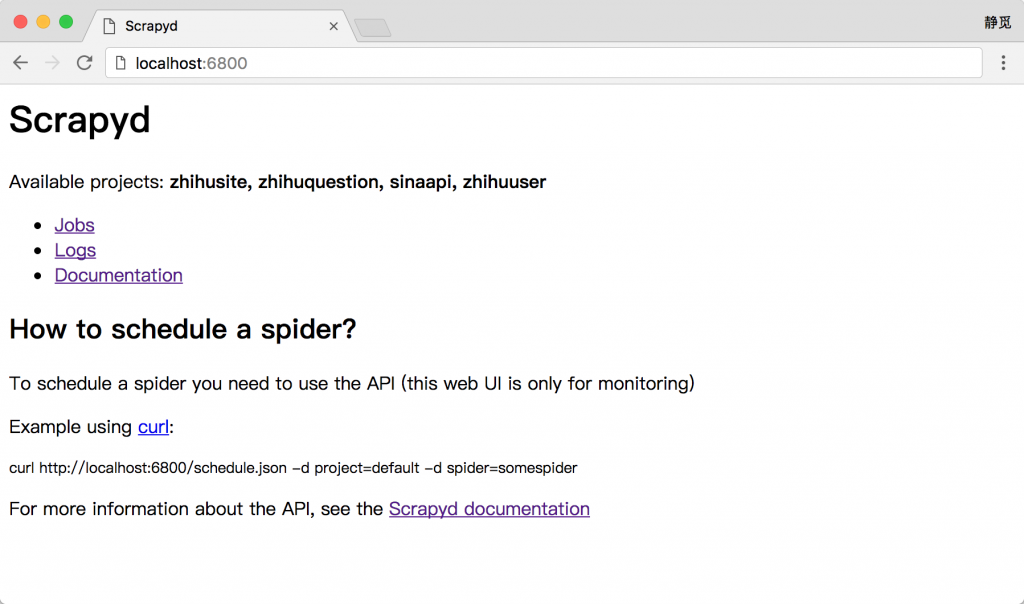 Scrapyd
静觅
localhost:6800
Scrapyd
Available projects: zhihusite, zhihuquestion, sinaapi, zhihuuser
Jobs
Logs
Documentation
How to schedule a spider?
To schedule a spider you need to use the API (this web UI is only for monitoring)
Example using curl:
curl http://localhost:6800/schedule.json -d project=default -d spider=somespider
For more information about the API, see the Scrapyd documentation